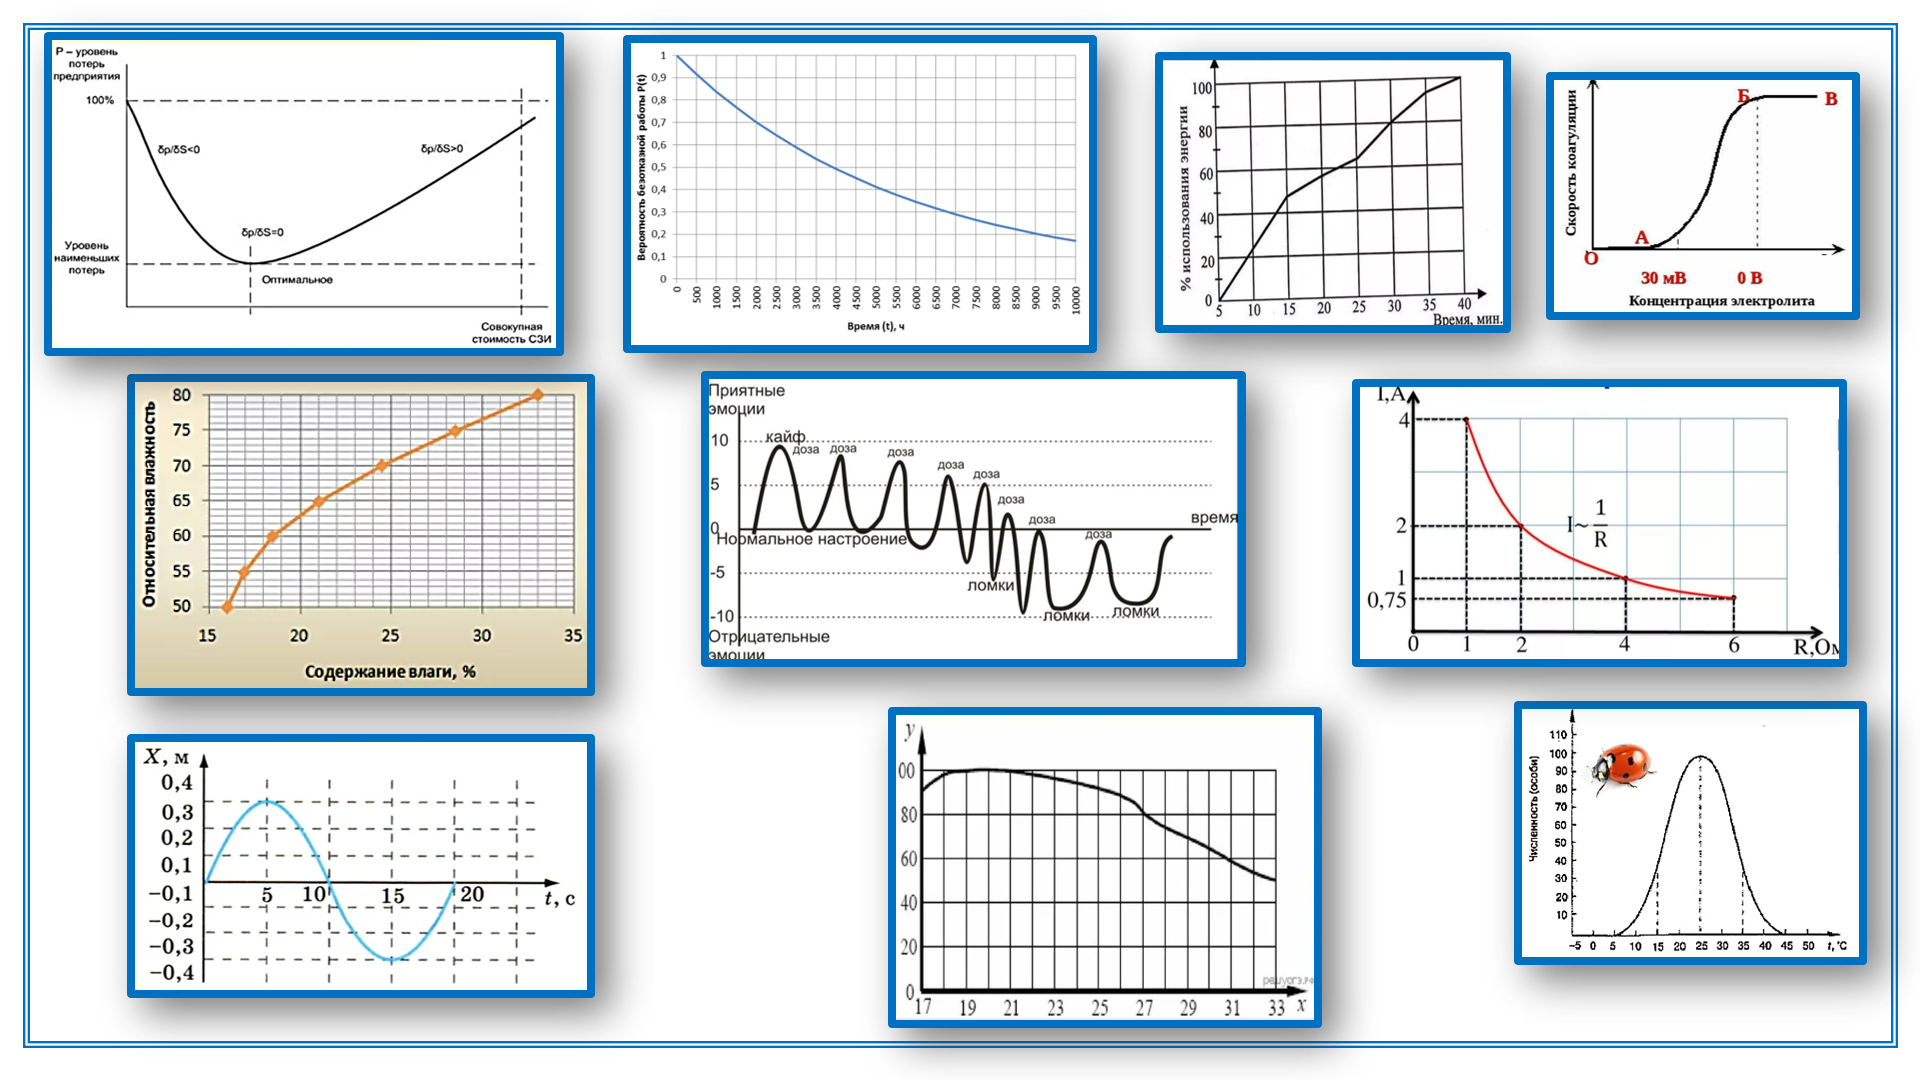 P – уровень
потерь
предприятия
100%
δp/δS<0
δp/δS>0
δp/δS=0
Уровень
наименьших
потерь
Оптимальное
Совокупная
стоимость СЗИ
Вероятность безотказной работы P(t)
1
0,9
0,8
0,7
0,6
0,5
0,4
0,3
0,2
0,1
0
0 500 1000 1500 2000 2500 3000 3500 4000 4500 5000 5500 6000 6500 7000 7500 8000 8500 9000 9500 10000
Время (t), ч
% использования энергии
100
80
60
40
20
0
5 10 15 20 25 30 35 40
Время, мин.
Скорость коагуляции
Б
В
А
О
30 мВ 0 В
Концентрация электролита
Относительная влажность
80
75
70
65
60
55
50
15 20 25 30 35
Содержание влаги, %
Приятные
эмоции
10
кайф
доза
доза
доза
доза
доза
доза
доза
доза
5
0
время
Нормальное настроение
-5
ломки
ломки
ломки
-10
Отрицательные
эмоции
I,А
4
2
1
0,75
I~ 1
R
0 1 2 4 6 R,Ом
X, м
0,4
0,3
0,2
0,1
–0,1
–0,2
–0,3
–0,4
5 10 15 20
t, с
y
00
80
60
40
20
0
17 19 21 23 25 27 29 31 33 x
Численность (особи)
110
100
90
80
70
60
50
40
30
20
10
–5 0 5 10 15 20 25 30 35 40 45 50 t, °C